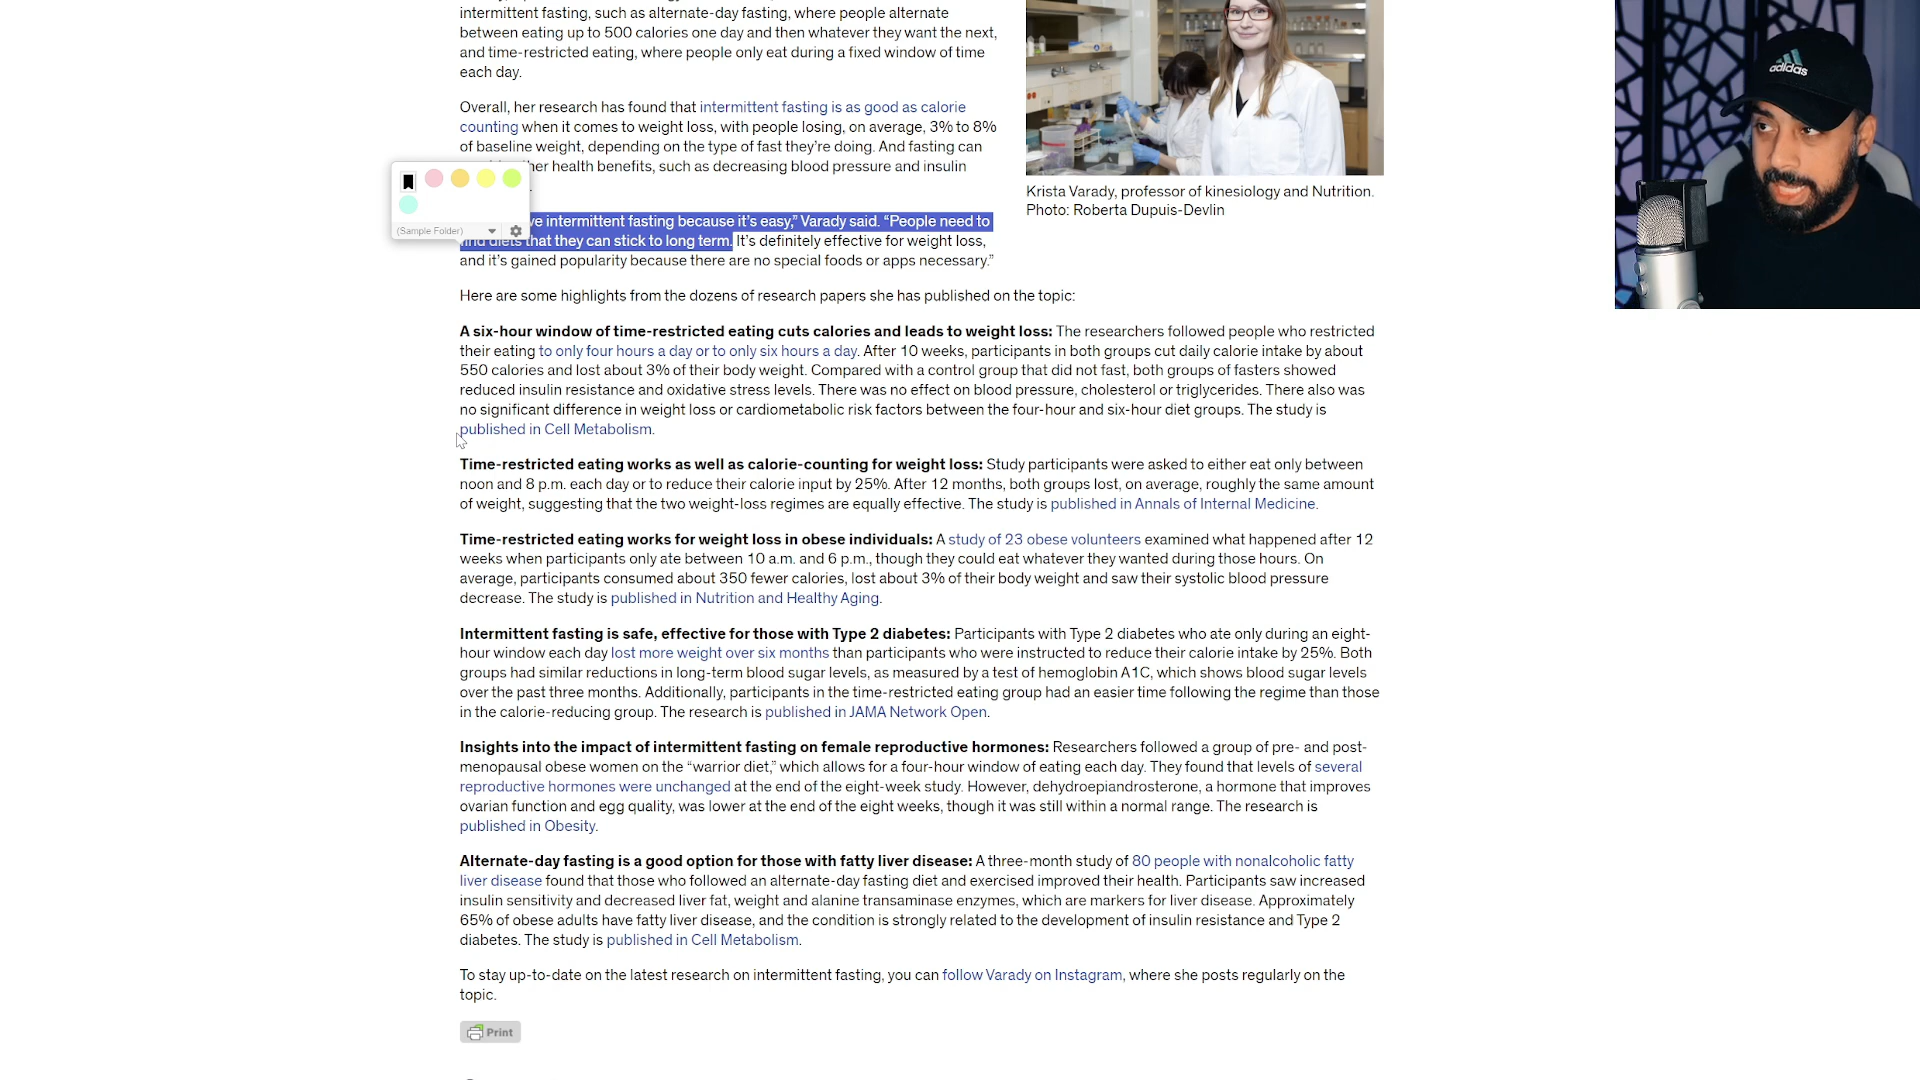 intermittent fasting, such as alternate-day fasting, where people alternate
between eating up to 500 calories one day and then whatever they want the next,
and time-restricted eating, where people only eat during a fixed window of time
each day.
Overall, her research has found that intermittent fasting is as good as calorie
counting when it comes to weight loss, with people losing, on average, 3% to 8%
of baseline weight, depending on the type of fast they’re doing. And fasting can
her health benefits, such as decreasing blood pressure and insulin
(Sample Folder)
ve intermittent fasting because it’s easy,” Varady said. “People need to
find diets that they can stick to long term. It’s definitely effective for weight loss,
and it’s gained popularity because there are no special foods or apps necessary.”
Krista Varady, professor of kinesiology and Nutrition.
Photo: Roberta Dupuis-Devlin
adidas
Here are some highlights from the dozens of research papers she has published on the topic:
A six-hour window of time-restricted eating cuts calories and leads to weight loss: The researchers followed people who restricted
their eating to only four hours a day or to only six hours a day. After 10 weeks, participants in both groups cut daily calorie intake by about
550 calories and lost about 3% of their body weight. Compared with a control group that did not fast, both groups of fasters showed
reduced insulin resistance and oxidative stress levels. There was no effect on blood pressure, cholesterol or triglycerides. There also was
no significant difference in weight loss or cardiometabolic risk factors between the four-hour and six-hour diet groups. The study is
published in Cell Metabolism.
Time-restricted eating works as well as calorie-counting for weight loss: Study participants were asked to either eat only between
noon and 8 p.m. each day or to reduce their calorie input by 25%. After 12 months, both groups lost, on average, roughly the same amount
of weight, suggesting that the two weight-loss regimes are equally effective. The study is published in Annals of Internal Medicine.
Time-restricted eating works for weight loss in obese individuals: A study of 23 obese volunteers examined what happened after 12
weeks when participants only ate between 10 a.m. and 6 p.m., though they could eat whatever they wanted during those hours. On
average, participants consumed about 350 fewer calories, lost about 3% of their body weight and saw their systolic blood pressure
decrease. The study is published in Nutrition and Healthy Aging.
Intermittent fasting is safe, effective for those with Type 2 diabetes: Participants with Type 2 diabetes who ate only during an eight-
hour window each day lost more weight over six months than participants who were instructed to reduce their calorie intake by 25%. Both
groups had similar reductions in long-term blood sugar levels, as measured by a test of hemoglobin A1C, which shows blood sugar levels
over the past three months. Additionally, participants in the time-restricted eating group had an easier time following the regime than those
in the calorie-reducing group. The research is published in JAMA Network Open.
Insights into the impact of intermittent fasting on female reproductive hormones: Researchers followed a group of pre- and post-
menopausal obese women on the “warrior diet,” which allows for a four-hour window of eating each day. They found that levels of several
reproductive hormones were unchanged at the end of the eight-week study. However, dehydroepiandrosterone, a hormone that improves
ovarian function and egg quality, was lower at the end of the eight weeks, though it was still within a normal range. The research is
published in Obesity.
Alternate-day fasting is a good option for those with fatty liver disease: A three-month study of 80 people with nonalcoholic fatty
liver disease found that those who followed an alternate-day fasting diet and exercised improved their health. Participants saw increased
insulin sensitivity and decreased liver fat, weight and alanine transaminase enzymes, which are markers for liver disease. Approximately
65% of obese adults have fatty liver disease, and the condition is strongly related to the development of insulin resistance and Type 2
diabetes. The study is published in Cell Metabolism.
To stay up-to-date on the latest research on intermittent fasting, you can follow Varady on Instagram, where she posts regularly on the
topic.
Print